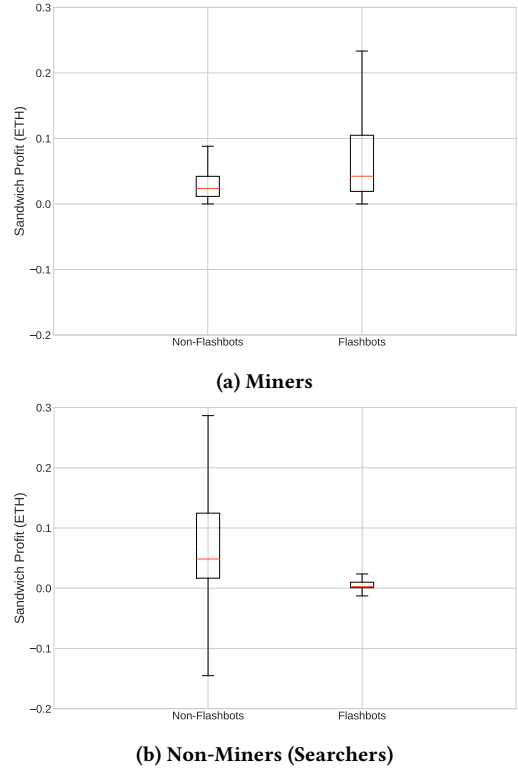 0.3
0.2
0.1
0.0
−0.1
−0.2
Sandwich Profit (ETH)
Non-Flashbots Flashbots
(a) Miners
0.3
0.2
0.1
0.0
−0.1
−0.2
Sandwich Profit (ETH)
Non-Flashbots Flashbots
(b) Non-Miners (Searchers)